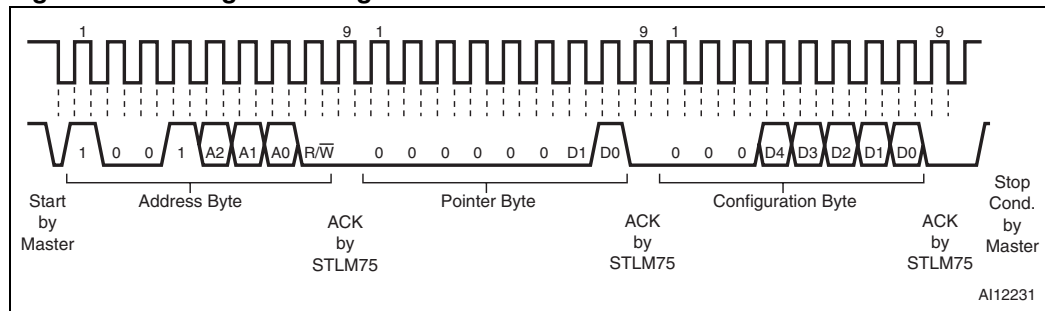 1 9 1 9 1 9
1 0 0 1 A2 A1 A0 R/W̅ 0 0 0 0 0 0 D1 D0 0 0 0 D4 D3 D2 D1 D0
Start
by
Master
Address Byte
ACK
by
STLM75
Pointer Byte
ACK
by
STLM75
Configuration Byte
ACK
by
STLM75
Stop
Cond.
by
Master
AI12231